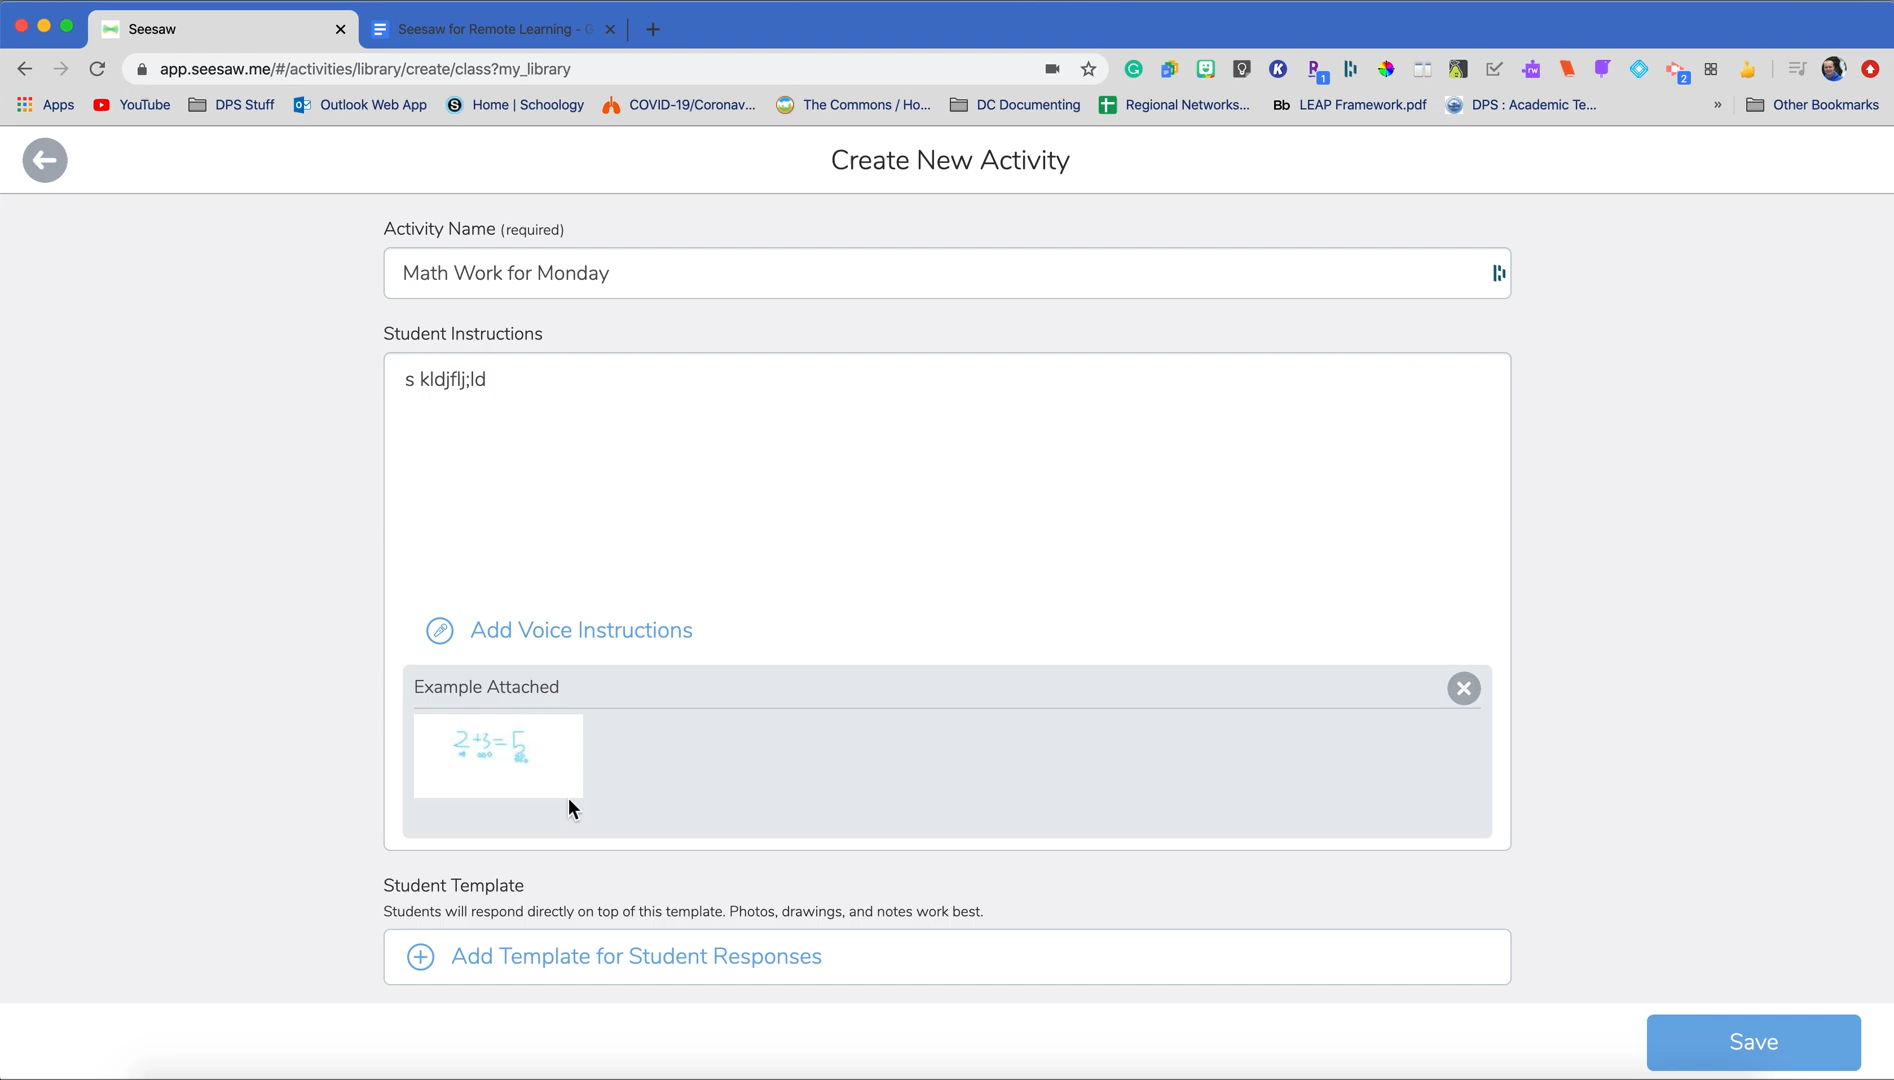 Seesaw
Seesaw for Remote Learning - G
app.seesaw.me/#/activities/library/create/class?my_library
1
2
Apps YouTube DPS Stuff Outlook Web App Home | Schoology COVID-19/Coronav... The Commons / Ho... DC Documenting Regional Networks... Bb LEAP Framework.pdf DPS : Academic Te... » Other Bookmarks
Create New Activity
Activity Name (required)
Math Work for Monday
Student Instructions
s kldjflj;ld
Add Voice Instructions
Example Attached
2+3=5
Student Template
Students will respond directly on top of this template. Photos, drawings, and notes work best.
Add Template for Student Responses
Save